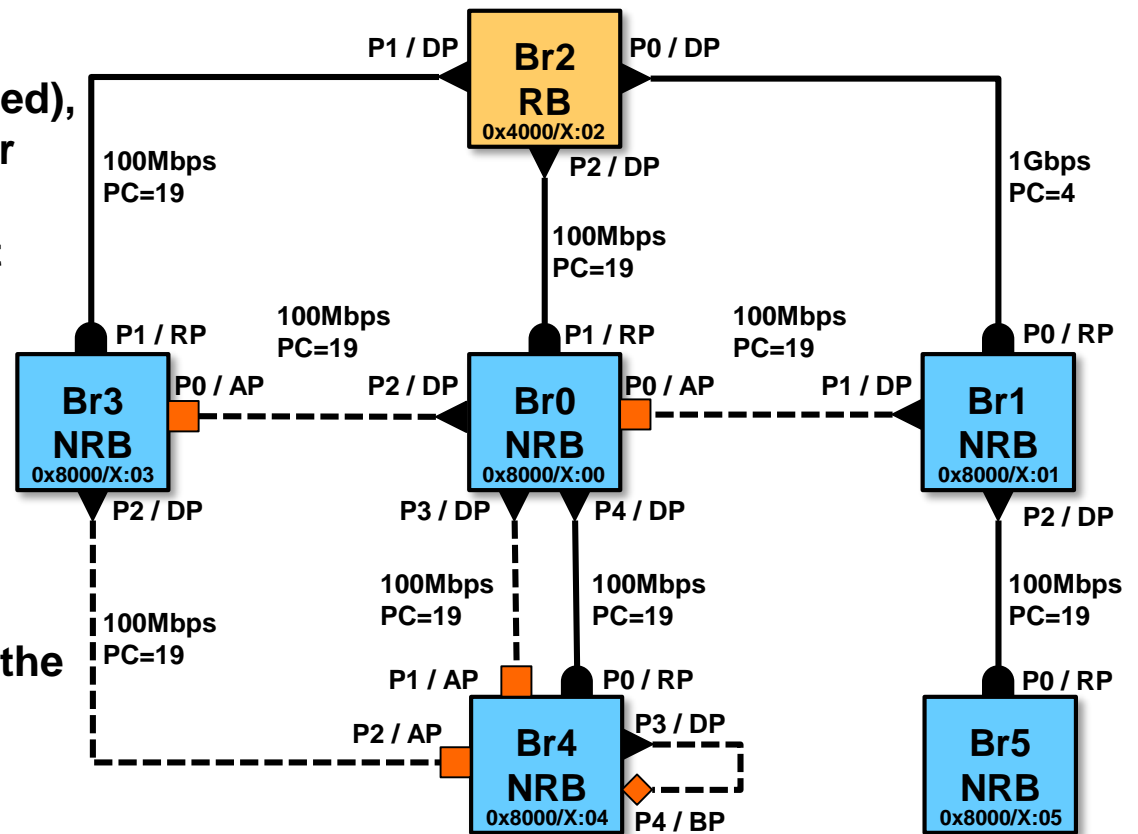 ed),
r
t
the
P1 / DP
Br2
RB
0x4000/X:02
P0 / DP
P2 / DP
100Mbps
PC=19
1Gbps
PC=4
100Mbps
PC=19
P1 / RP
100Mbps
PC=19
P1 / RP
100Mbps
PC=19
P0 / RP
Br3
NRB
0x8000/X:03
P0 / AP
P2 / DP
Br0
NRB
0x8000/X:00
P0 / AP
P1 / DP
Br1
NRB
0x8000/X:01
P2 / DP
P3 / DP
P4 / DP
P2 / DP
100Mbps
PC=19
100Mbps
PC=19
100Mbps
PC=19
100Mbps
PC=19
P1 / AP
P0 / RP
P0 / RP
P2 / AP
Br4
NRB
0x8000/X:04
P3 / DP
P4 / BP
Br5
NRB
0x8000/X:05